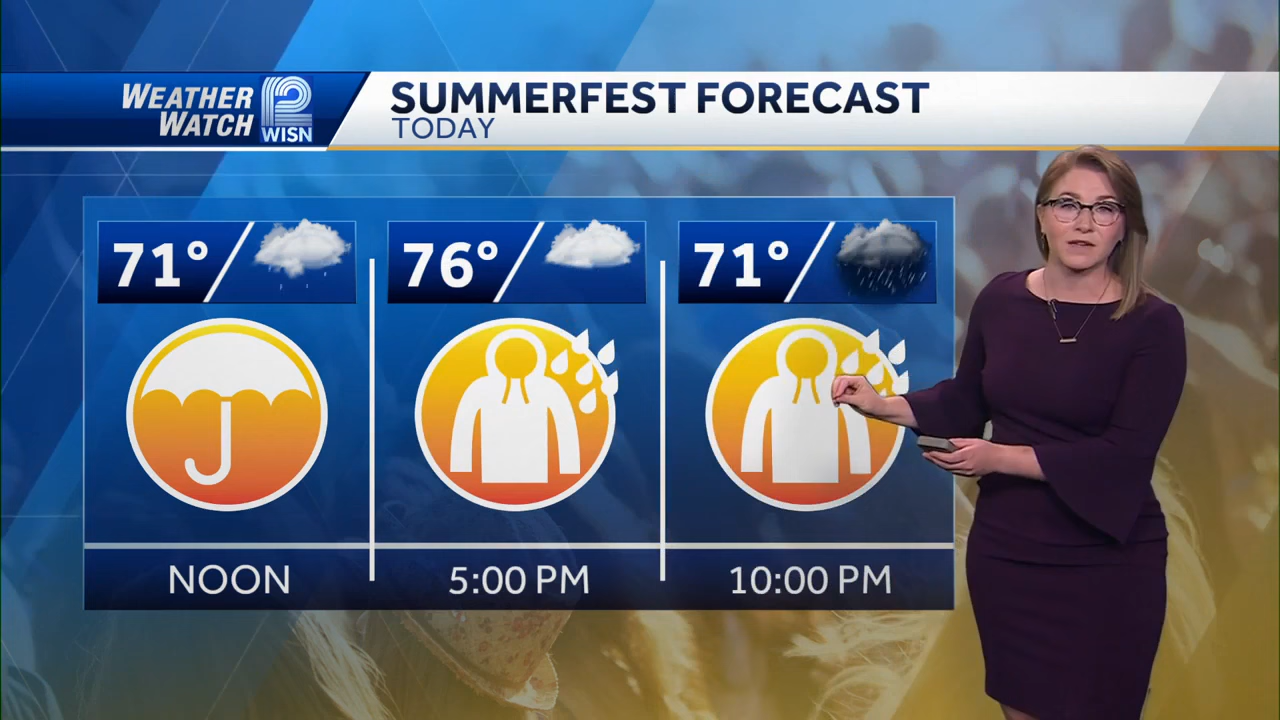 WEATHER
WATCH
12
WISN
SUMMERFEST FORECAST
TODAY
71°
76°
71°
NOON
5:00 PM
10:00 PM